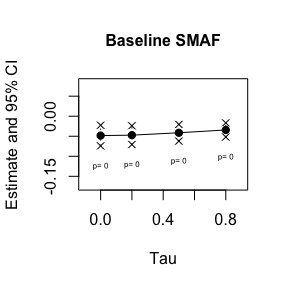 Baseline SMAF
Estimate and 95% CI
0.00
-0.15
p= 0 p= 0 p= 0 p= 0
0.0 0.4 0.8
Tau